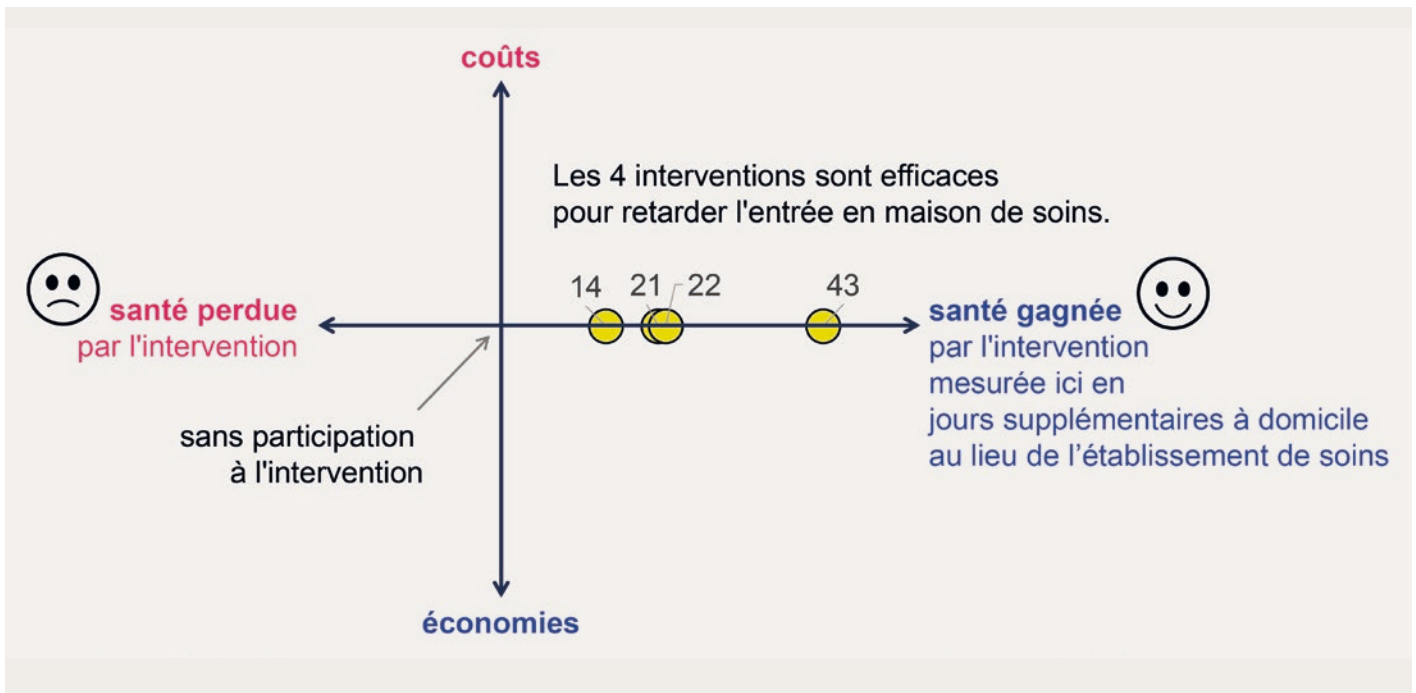 coûts
Les 4 interventions sont efficaces
pour retarder l'entrée en maison de soins.
14
21
22
43
santé perdue
par l'intervention
santé gagnée
par l'intervention
mesurée ici en
jours supplémentaires à domicile
au lieu de l’établissement de soins
sans participation
à l'intervention
économies